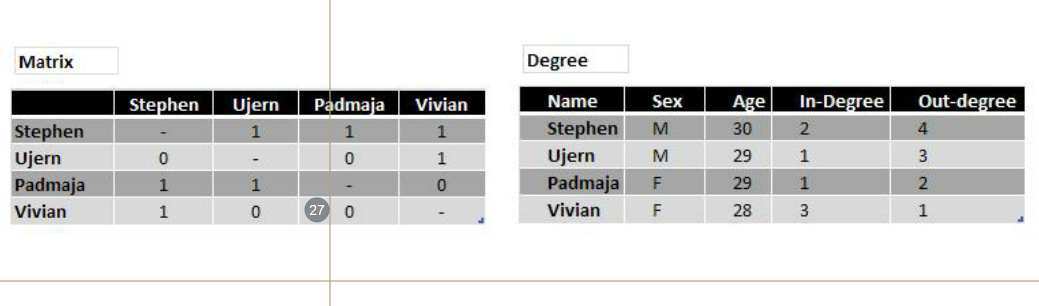 Matrix
Stephen Ujern Padmaja Vivian
Stephen - 1 1 1
Ujern 0 - 0 1
Padmaja 1 1 - 0
Vivian 1 0 27 0 -
Degree
Name Sex Age In-Degree Out-degree
Stephen M 30 2 4
Ujern M 29 1 3
Padmaja F 29 1 2
Vivian F 28 3 1